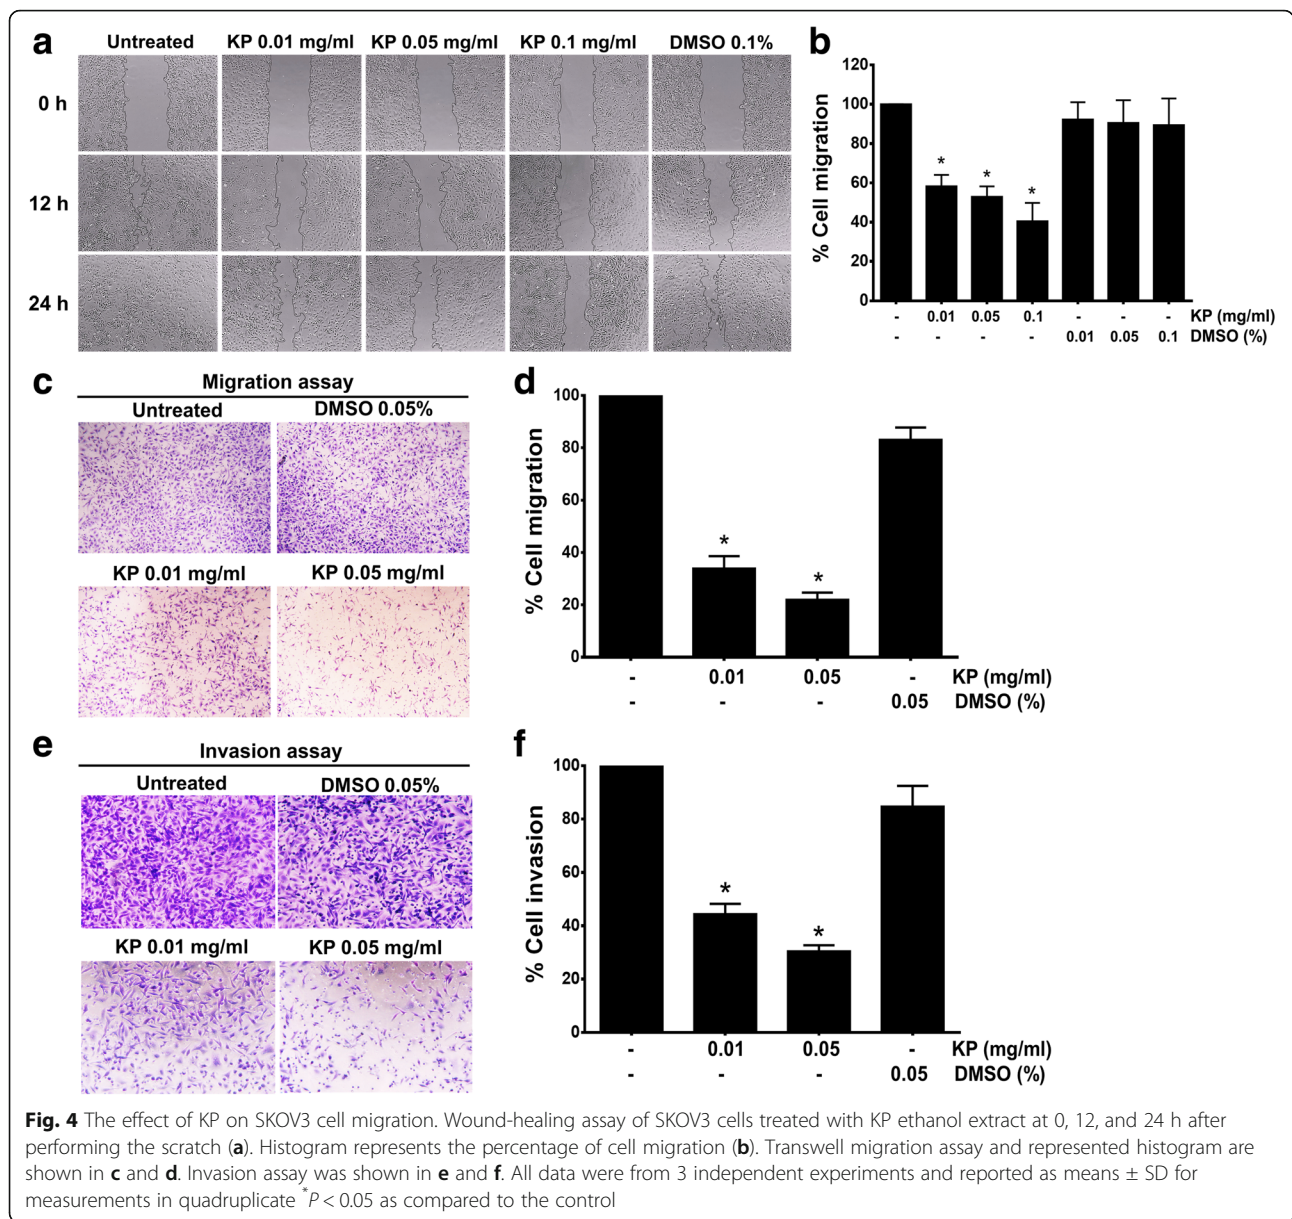 a
Untreated KP 0.01 mg/ml KP 0.05 mg/ml KP 0.1 mg/ml DMSO 0.1%
0 h
12 h
24 h
b
120
100
80
60
40
20
0
% Cell migration
* * *
- 0.01 0.05 0.1 - - - KP (mg/ml)
- - - - 0.01 0.05 0.1 DMSO (%)
c
Migration assay
Untreated DMSO 0.05%
KP 0.01 mg/ml KP 0.05 mg/ml
d
100
80
60
40
20
0
% Cell migration
* *
- 0.01 0.05 - KP (mg/ml)
- - - 0.05 DMSO (%)
e
Invasion assay
Untreated DMSO 0.05%
KP 0.01 mg/ml KP 0.05 mg/ml
f
100
80
60
40
20
0
% Cell invasion
* *
- 0.01 0.05 - KP (mg/ml)
- - - 0.05 DMSO (%)
Fig. 4 The effect of KP on SKOV3 cell migration. Wound-healing assay of SKOV3 cells treated with KP ethanol extract at 0, 12, and 24 h after
performing the scratch (a). Histogram represents the percentage of cell migration (b). Transwell migration assay and represented histogram are
shown in c and d. Invasion assay was shown in e and f. All data were from 3 independent experiments and reported as means ± SD for
measurements in quadruplicate *P < 0.05 as compared to the control